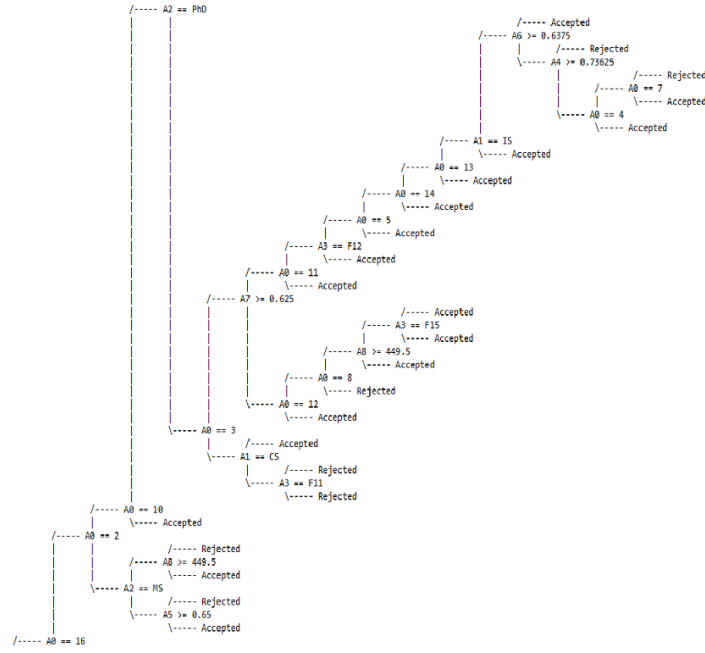 /----- A2 == PhD
/----- Accepted
/----- A6 >= 0.6375
/----- Rejected
\----- A4 >= 0.73625
/----- Rejected
/----- A0 == 7
\----- Accepted
\----- A0 == 4
\----- Accepted
/----- A1 == IS
\----- Accepted
/----- A0 == 13
\----- Accepted
/----- A0 == 14
\----- Accepted
/----- A0 == 5
\----- Accepted
/----- A3 == F12
\----- Accepted
/----- A0 == 11
\----- Accepted
/----- A7 >= 0.625
/----- Accepted
/----- A3 == F15
\----- Accepted
/----- A8 >= 449.5
\----- Accepted
/----- A0 == 8
\----- Rejected
\----- A0 == 12
\----- Accepted
\----- A0 == 3
/----- Accepted
\----- A1 == CS
/----- Rejected
\----- A3 == F11
\----- Rejected
/----- A0 == 10
\----- Accepted
/----- A0 == 2
/----- Rejected
/----- A8 >= 449.5
\----- Accepted
\----- A2 == MS
/----- Rejected
\----- A5 >= 0.65
\----- Accepted
/----- A0 == 16